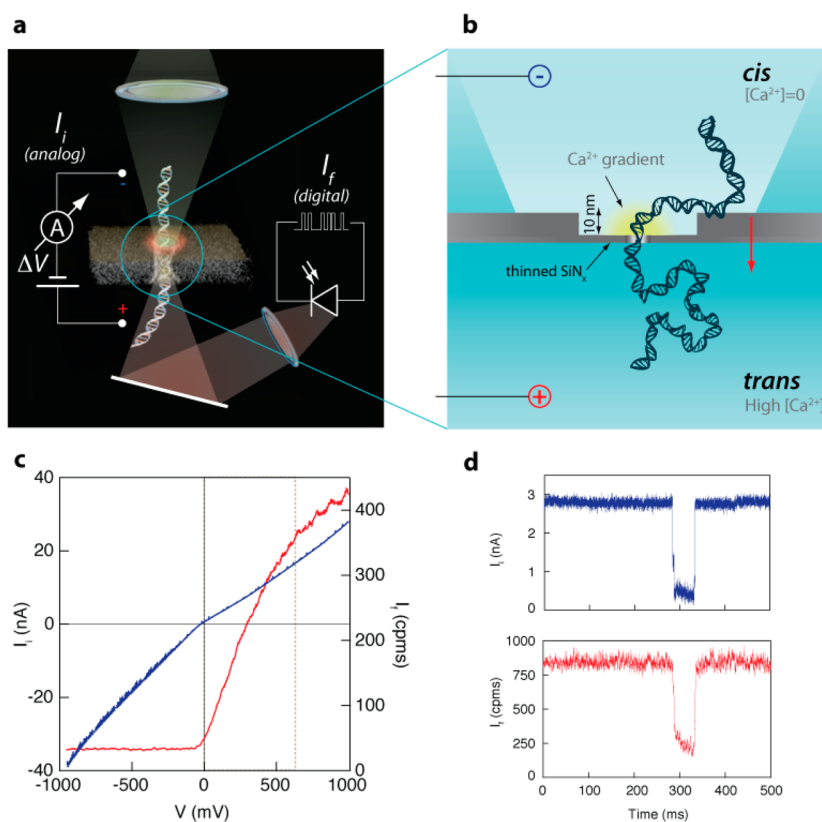 a
I_i
(analog)
-
A
ΔV
+
I_f
(digital)
b
-
cis
[Ca²⁺]=0
Ca²⁺ gradient
10 nm
thinned SiNₓ
+
trans
High [Ca²⁺]
c
40
20
0
-20
-40
I_i (nA)
400
300
200
100
0
I_f (cpms)
-1000
-500
0
500
1000
V (mV)
d
3
2
1
0
I_i (nA)
1000
750
500
250
0
I_f (cpms)
0
100
200
300
400
500
Time (ms)